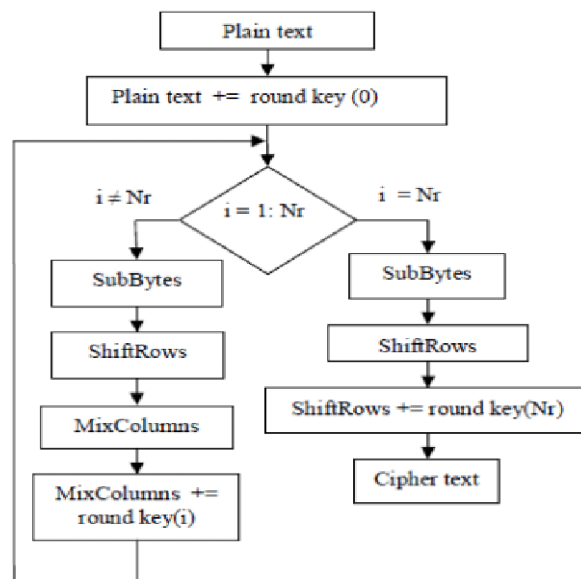 Plain text
Plain text += round key (0)
i ≠ Nr
i = 1: Nr
i = Nr
SubBytes
ShiftRows
MixColumns
MixColumns +=
round key(i)
SubBytes
ShiftRows
ShiftRows += round key(Nr)
Cipher text